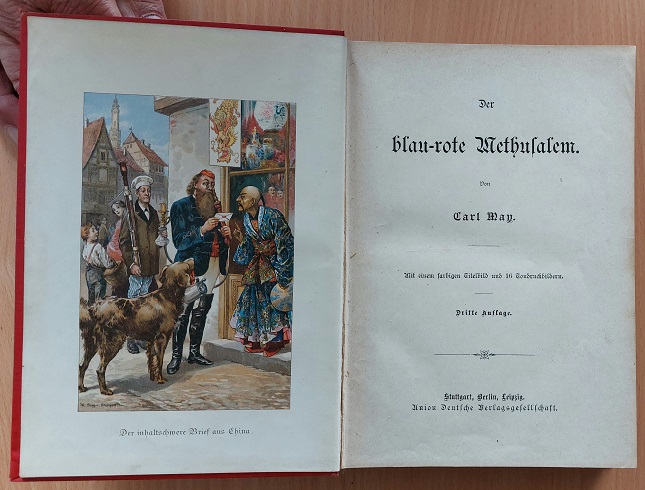 Der inhaltschwere Brief aus China.
Der
blau-rote Methusalem.
Von
Carl May.
Mit einem farbigen Titelbild und 16 Tondruckbildern.
Dritte Auflage.
Stuttgart, Berlin, Leipzig.
Union Deutsche Verlagsgesellschaft.